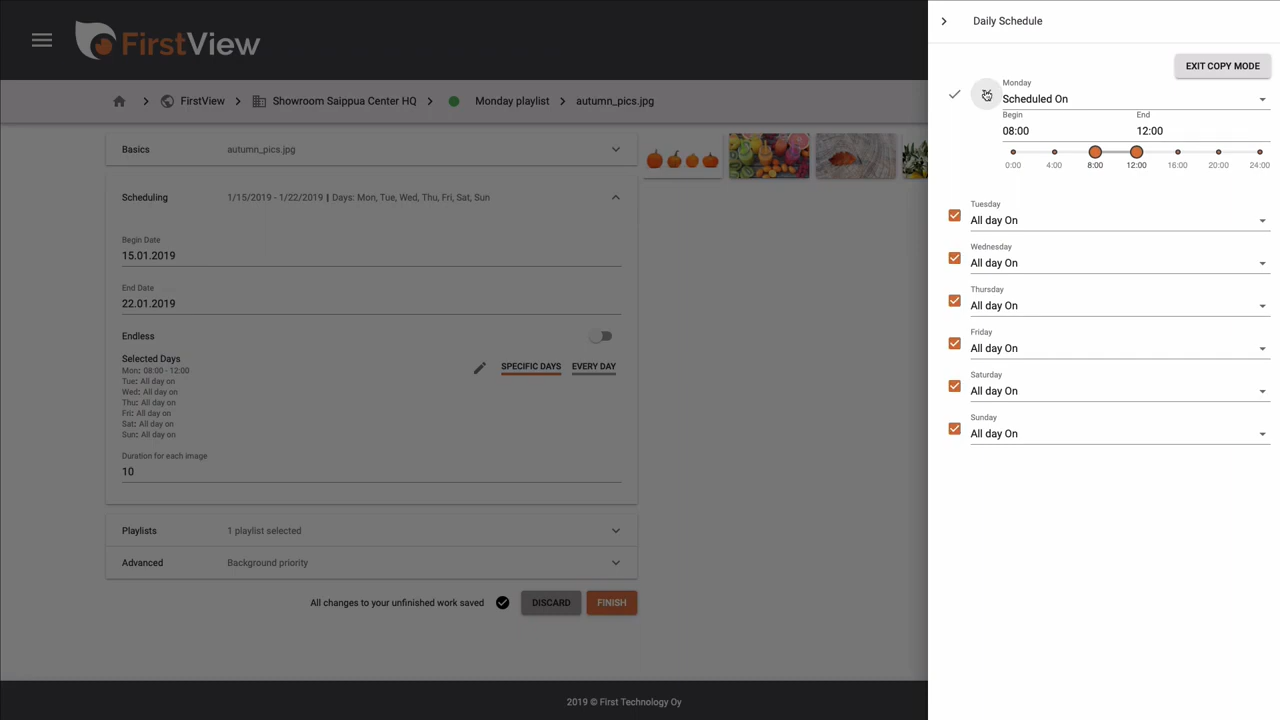 FirstView
FirstView
Showroom Saippua Center HQ
Monday playlist
autumn_pics.jpg
Basics
autumn_pics.jpg
Scheduling
1/15/2019 - 1/22/2019 | Days: Mon, Tue, Wed, Thu, Fri, Sat, Sun
Begin Date
15.01.2019
End Date
22.01.2019
Endless
Selected Days
Mon: 08:00 - 12:00
Tue: All day on
Wed: All day on
Thu: All day on
Fri: All day on
Sat: All day on
Sun: All day on
SPECIFIC DAYS
EVERY DAY
Duration for each image
10
Playlists
1 playlist selected
Advanced
Background priority
All changes to your unfinished work saved
DISCARD
FINISH
2019 © First Technology Oy
Daily Schedule
EXIT COPY MODE
Monday
Scheduled On
Begin
End
08:00
12:00
0:00 4:00 8:00 12:00 16:00 20:00 24:00
Tuesday
All day On
Wednesday
All day On
Thursday
All day On
Friday
All day On
Saturday
All day On
Sunday
All day On